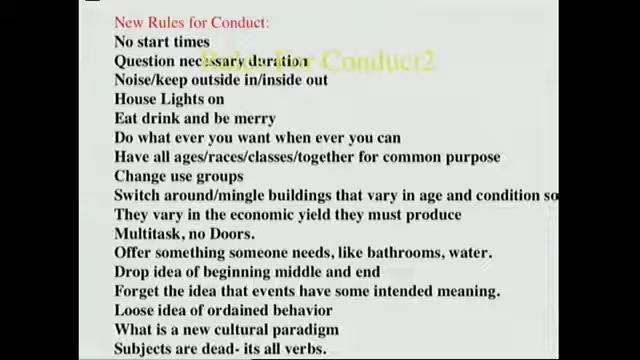 New Rules for Conduct:
No start times
Rules For Conduct2
Question necessary duration
Noise/keep outside in/inside out
House Lights on
Eat drink and be merry
Do what ever you want when ever you can
Have all ages/races/classes/together for common purpose
Change use groups
Switch around/mingle buildings that vary in age and condition so
They vary in the economic yield they must produce
Multitask, no Doors.
Offer something someone needs, like bathrooms, water.
Drop idea of beginning middle and end
Forget the idea that events have some intended meaning.
Loose idea of ordained behavior
What is a new cultural paradigm
Subjects are dead- its all verbs.